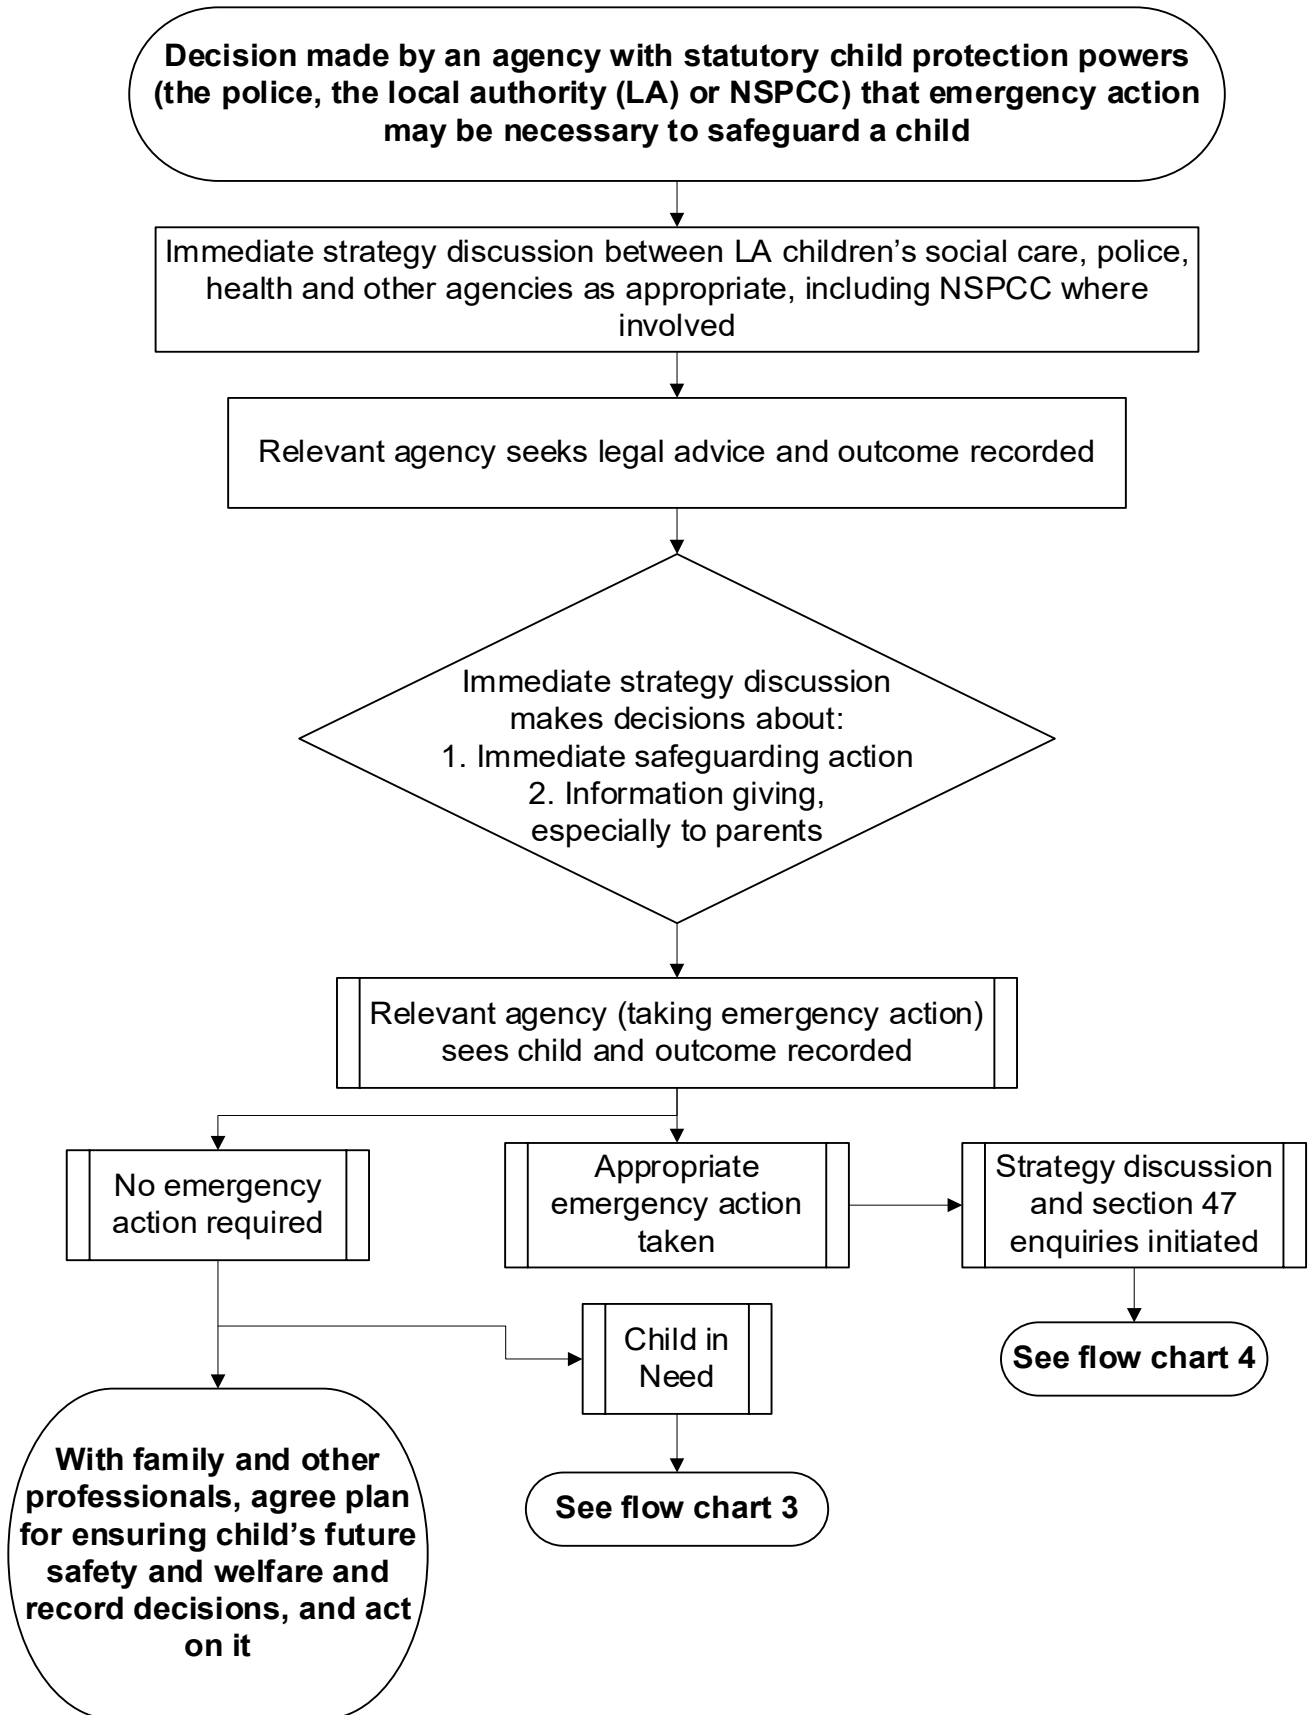 Decision made by an agency with statutory child protection powers
(the police, the local authority (LA) or NSPCC) that emergency action
may be necessary to safeguard a child
Immediate strategy discussion between LA children’s social care, police,
health and other agencies as appropriate, including NSPCC where
involved
Relevant agency seeks legal advice and outcome recorded
Immediate strategy discussion
makes decisions about:
1. Immediate safeguarding action
2. Information giving,
especially to parents
Relevant agency (taking emergency action)
sees child and outcome recorded
No emergency
action required
Appropriate
emergency action
taken
Strategy discussion
and section 47
enquiries initiated
Child in
Need
See flow chart 4
With family and other
professionals, agree plan
for ensuring child’s future
safety and welfare and
record decisions, and act
on it
See flow chart 3